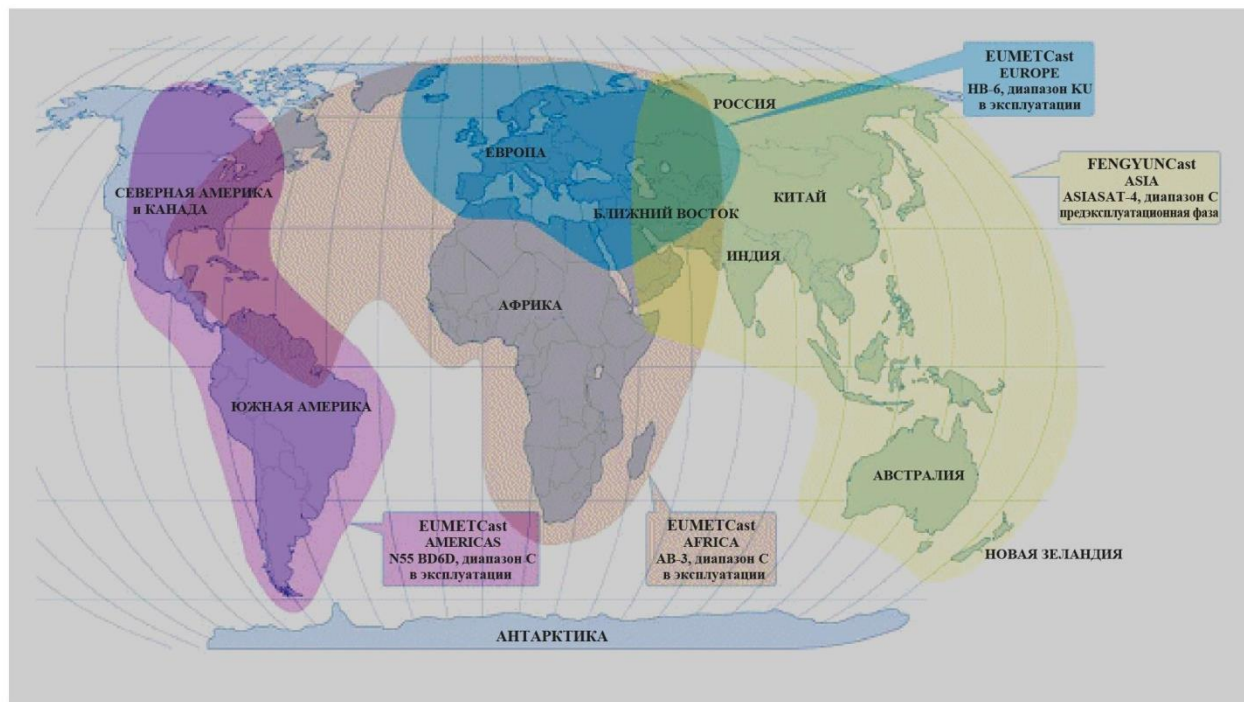 EUMETCast
EUROPE
HB-6, диапазон KU
в эксплуатации
РОССИЯ
ЕВРОПА
FENGYUNCast
ASIA
ASIASAT-4, диапазон С
предэксплуатационная фаза
СЕВЕРНАЯ АМЕРИКА
и КАНАДА
КИТАЙ
БЛИЖНИЙ ВОСТОК
ИНДИЯ
АФРИКА
ЮЖНАЯ АМЕРИКА
АВСТРАЛИЯ
EUMETCast
AMERICAS
N55 BD6D, диапазон С
в эксплуатации
EUMETCast
AFRICA
AB-3, диапазон С
в эксплуатации
НОВАЯ ЗЕЛАНДИЯ
АНТАРКТИКА